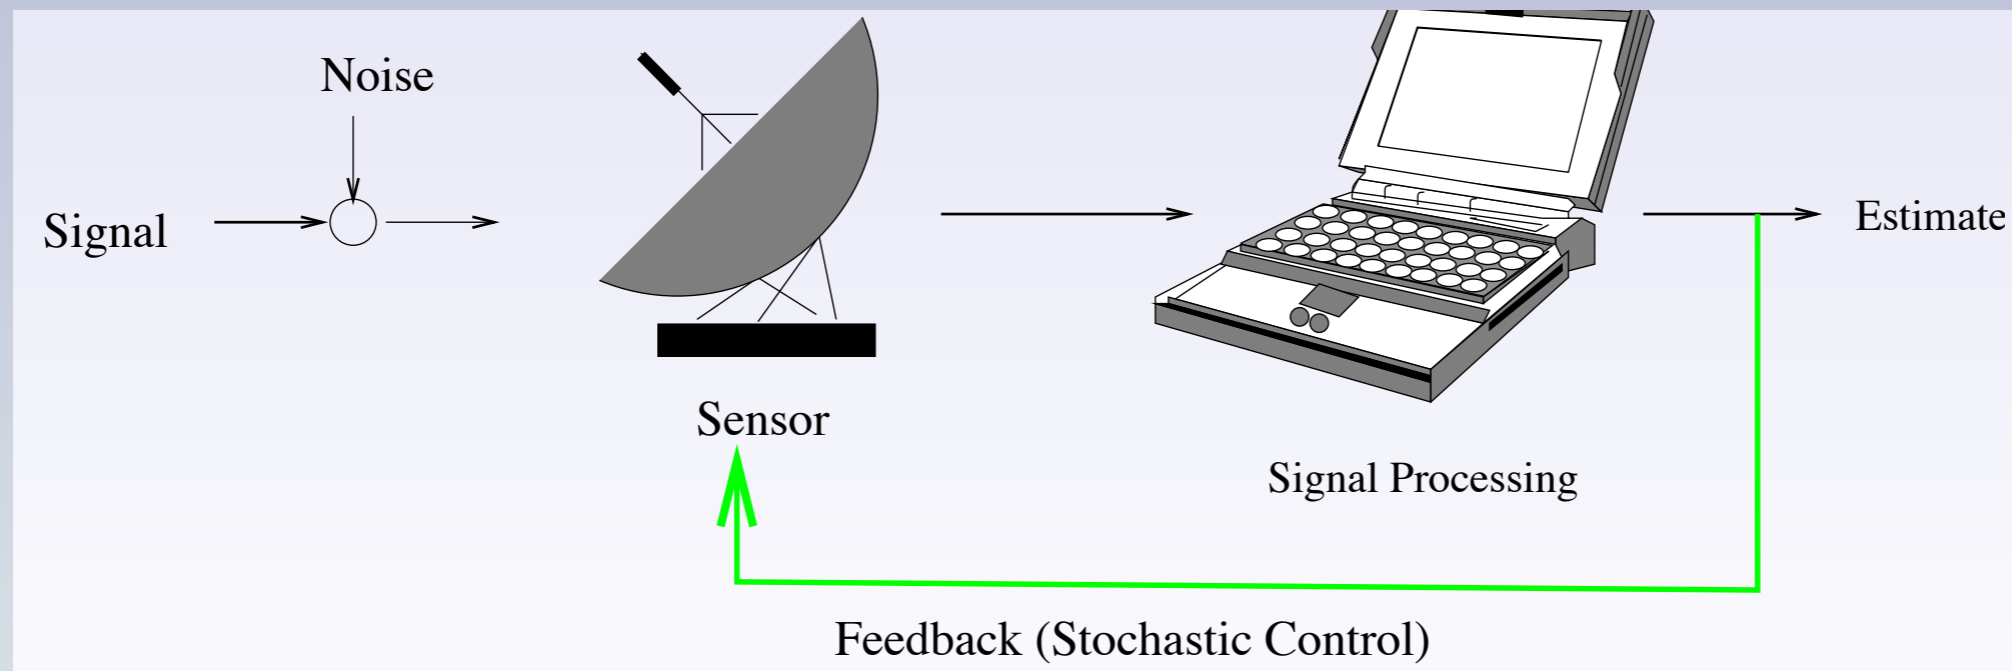 Noise
Signal
Estimate
Sensor
Signal Processing
Feedback (Stochastic Control)